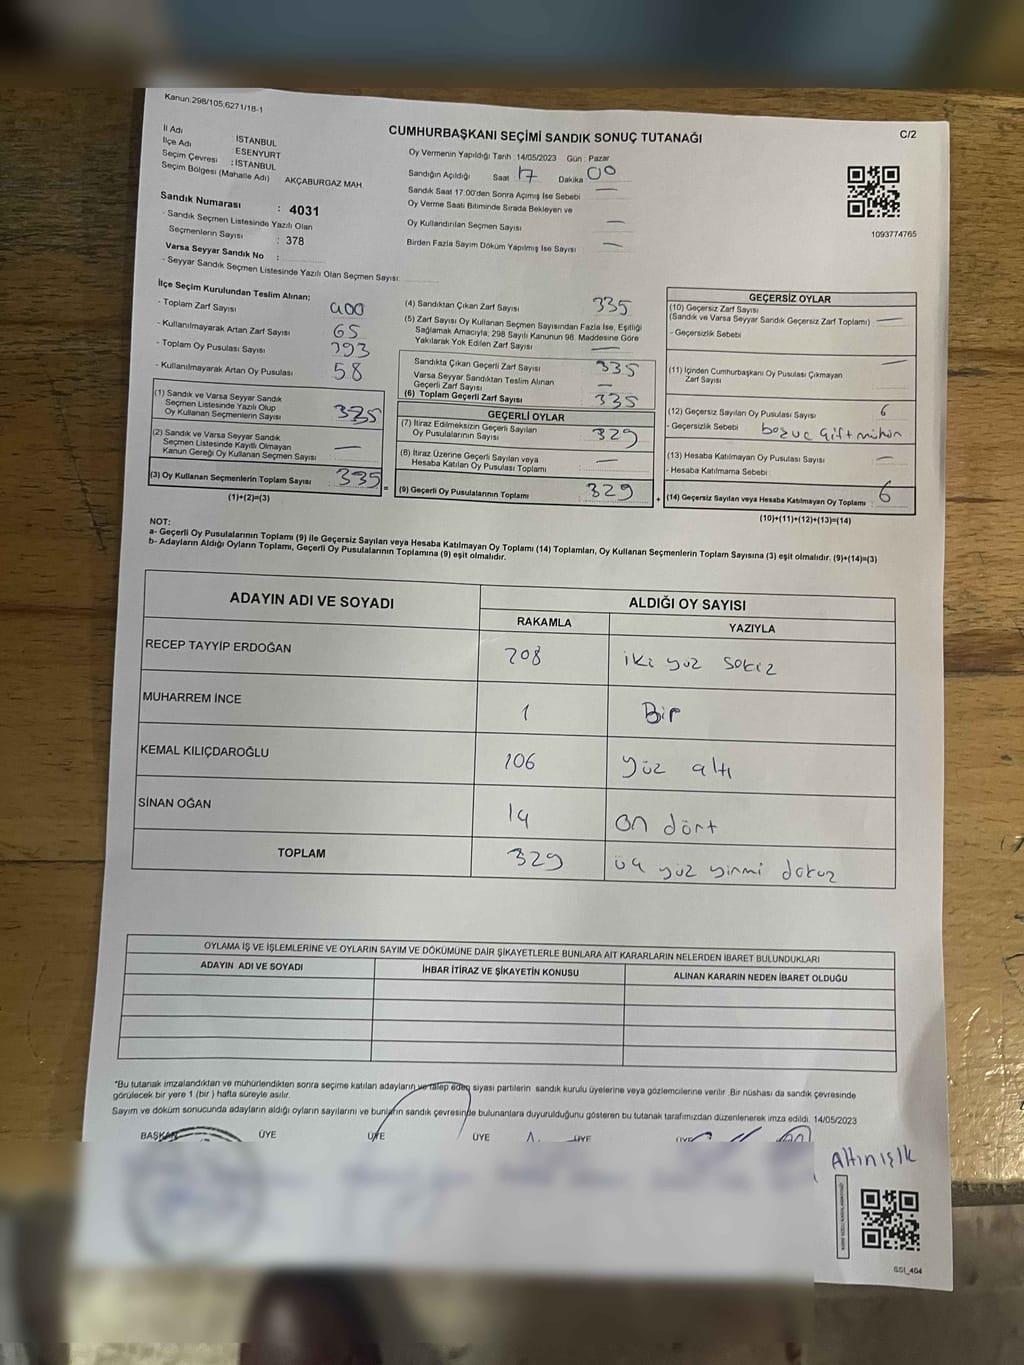 Kanun:298/105,6271/18-1
CUMHURBAŞKANI SEÇİMİ SANDIK SONUÇ TUTANAĞI
C/2
İl Adı : İSTANBUL
İlçe Adı : ESENYURT
Seçim Çevresi : İSTANBUL
Seçim Bölgesi (Mahalle Adı) : AKÇABURGAZ MAH.
Sandık Numarası : 4031
- Sandık Seçmen Listesinde Yazılı Olan
Seçmenlerin Sayısı : 378
Varsa Seyyar Sandık No :
- Seyyar Sandık Seçmen Listesinde Yazılı Olan Seçmen Sayısı:
Oy Vermenin Yapıldığı Tarih :14/05/2023 Gün : Pazar
Sandığın Açıldığı Saat 17 Dakika 00
Sandık Saat 17:00'den Sonra Açılmış İse Sebebi —
Oy Verme Saati Bitiminde Sırada Bekleyen ve
Oy Kullandırılan Seçmen Sayısı —
Birden Fazla Sayım Döküm Yapılmış İse Sayısı —
1093774765
İlçe Seçim Kurulundan Teslim Alınan;
- Toplam Zarf Sayısı 400
- Kullanılmayarak Artan Zarf Sayısı 65
- Toplam Oy Pusulası Sayısı 393
- Kullanılmayarak Artan Oy Pusulası 58
(1) Sandık ve Varsa Seyyar Sandık
Seçmen Listesinde Yazılı Olup
Oy Kullanan Seçmenlerin Sayısı 335
(2) Sandık ve Varsa Seyyar Sandık
Seçmen Listesinde Kayıtlı Olmayan
Kanun Gereği Oy Kullanan Seçmen Sayısı —
(3) Oy Kullanan Seçmenlerin Toplam Sayısı 335
(1)+(2)=(3)
(4) Sandıktan Çıkan Zarf Sayısı 335
(5) Zarf Sayısı Oy Kullanan Seçmen Sayısından Fazla İse, Eşitliği
Sağlamak Amacıyla; 298 Sayılı Kanunun 98. Maddesine Göre
Yakılarak Yok Edilen Zarf Sayısı —
Sandıkta Çıkan Geçerli Zarf Sayısı 335
Varsa Seyyar Sandıktan Teslim Alınan
Geçerli Zarf Sayısı —
(6) Toplam Geçerli Zarf Sayısı 335
GEÇERLİ OYLAR
(7) İtiraz Edilmeksizin Geçerli Sayılan
Oy Pusulalarının Sayısı 329
(8) İtiraz Üzerine Geçerli Sayılan veya
Hesaba Katılan Oy Pusulası Toplamı —
= (9) Geçerli Oy Pusulalarının Toplamı 329
GEÇERSİZ OYLAR
(10) Geçersiz Zarf Sayısı
(Sandık ve Varsa Seyyar Sandık Geçersiz Zarf Toplamı) —
- Geçersizlik Sebebi
(11) İçinden Cumhurbaşkanı Oy Pusulası Çıkmayan
Zarf Sayısı —
(12) Geçersiz Sayılan Oy Pusulası Sayısı 6
- Geçersizlik Sebebi bozuc çift mühür
(13) Hesaba Katılmayan Oy Pusulası Sayısı —
- Hesaba Katılmama Sebebi :
+ (14) Geçersiz Sayılan veya Hesaba Katılmayan Oy Toplamı : 6
(10)+(11)+(12)+(13)=(14)
NOT:
a- Geçerli Oy Pusulalarının Toplamı (9) ile Geçersiz Sayılan veya Hesaba Katılmayan Oy Toplamı (14) Toplamları, Oy Kullanan Seçmenlerin Toplam Sayısına (3) eşit olmalıdır. (9)+(14)=(3)
b- Adayların Aldığı Oyların Toplamı, Geçerli Oy Pusulalarının Toplamına (9) eşit olmalıdır.
ADAYIN ADI VE SOYADI
ALDIĞI OY SAYISI
RAKAMLA YAZIYLA
RECEP TAYYİP ERDOĞAN 208 iki yüz sekiz
MUHARREM İNCE 1 Bir
KEMAL KILIÇDAROĞLU 106 yüz altı
SİNAN OĞAN 14 on dört
TOPLAM 329 üç yüz yirmi dokuz
OYLAMA İŞ VE İŞLEMLERİNE VE OYLARIN SAYIM VE DÖKÜMÜNE DAİR ŞİKAYETLERLE BUNLARA AİT KARARLARIN NELERDEN İBARET BULUNDUKLARI
ADAYIN ADI VE SOYADI İHBAR İTİRAZ VE ŞİKAYETİN KONUSU ALINAN KARARIN NEDEN İBARET OLDUĞU
*Bu tutanak imzalandıktan ve mühürlendikten sonra seçime katılan adayların ve talep eden siyasi partilerin sandık kurulu üyelerine veya gözlemcilerine verilir. Bir nüshası da sandık çevresinde
görülecek bir yere 1 (bir ) hafta süreyle asılır.
Sayım ve döküm sonucunda adayların aldığı oyların sayılarını ve bunların sandık çevresinde bulunanlara duyurulduğunu gösteren bu tutanak tarafımızdan düzenlenerek imza edildi. 14/05/2023
BAŞKAN ÜYE ÜYE ÜYE ÜYE ÜYE
Altınışık